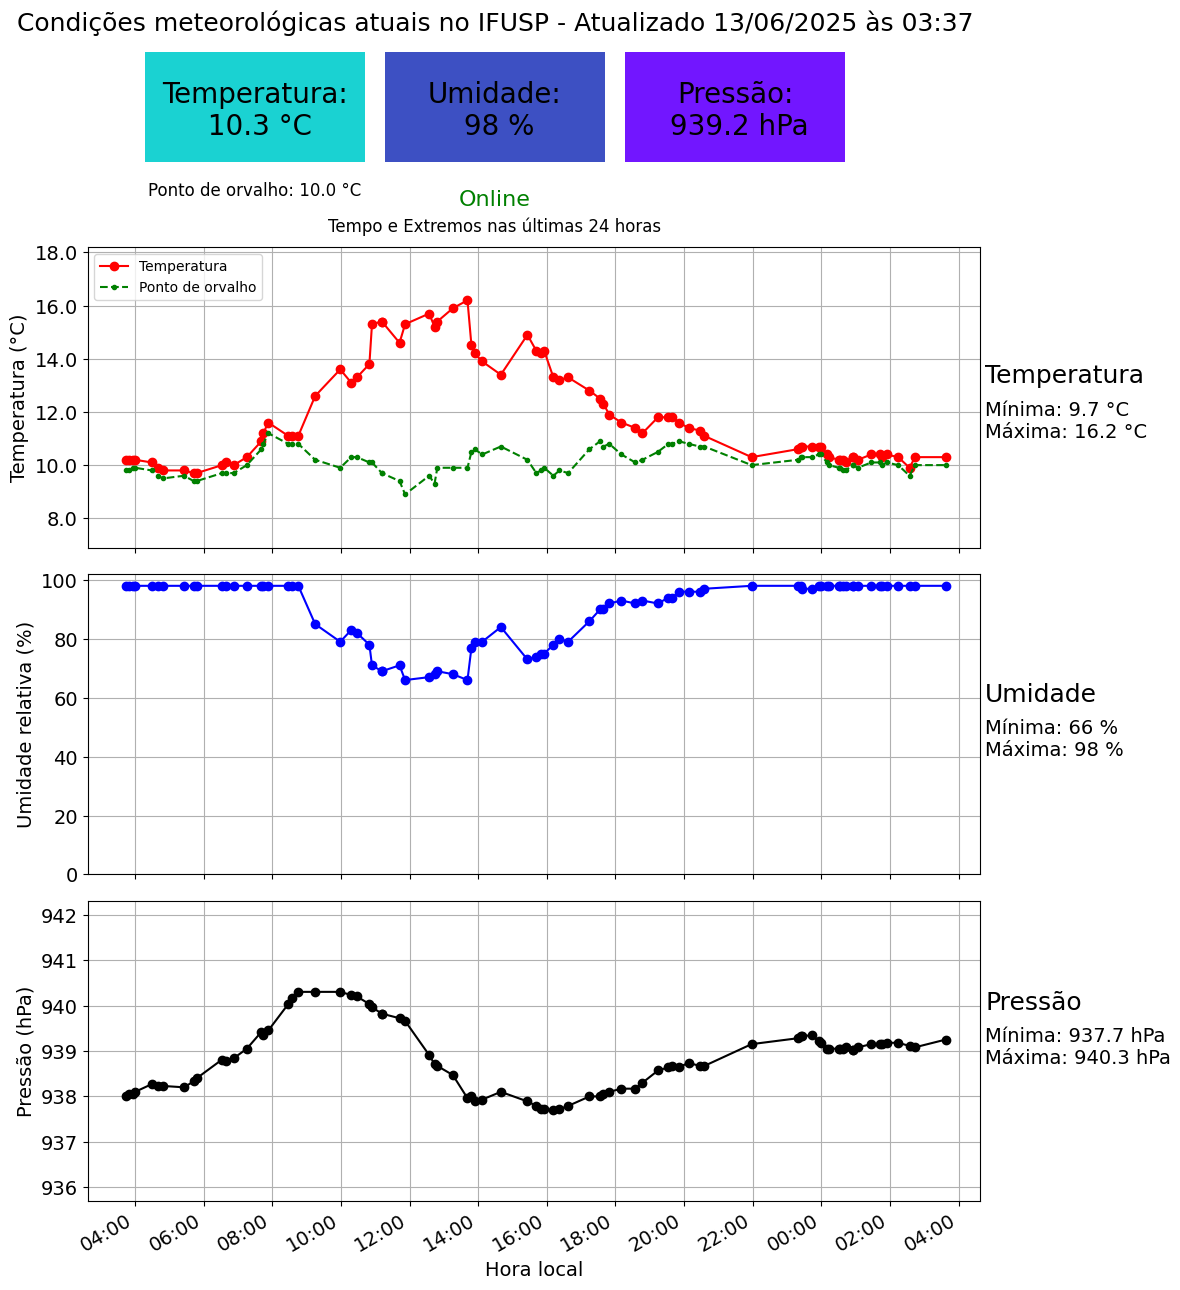 Condições meteorológicas atuais no IFUSP - Atualizado 13/06/2025 às 03:37
Temperatura:
10.3 °C
Umidade:
98 %
Pressão:
939.2 hPa
Ponto de orvalho: 10.0 °C
Online
Tempo e Extremos nas últimas 24 horas
Temperatura (°C)
18.0
16.0
14.0
12.0
10.0
8.0
Temperatura
Ponto de orvalho
Temperatura
Mínima: 9.7 °C
Máxima: 16.2 °C
Umidade relativa (%)
100
80
60
40
20
0
Umidade
Mínima: 66 %
Máxima: 98 %
Pressão (hPa)
942
941
940
939
938
937
936
Pressão
Mínima: 937.7 hPa
Máxima: 940.3 hPa
04:00 06:00 08:00 10:00 12:00 14:00 16:00 18:00 20:00 22:00 00:00 02:00 04:00
Hora local